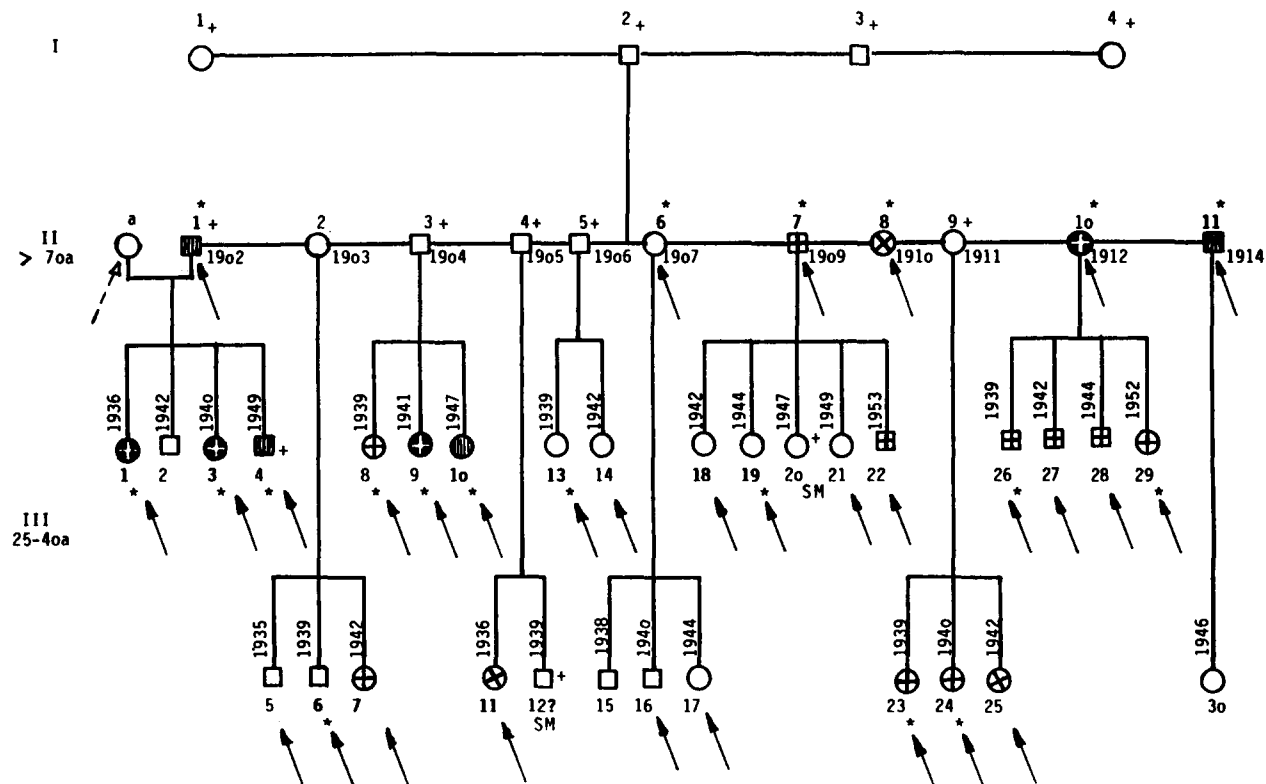 1+ 2+ 3+ 4+
I
* * * * * *
a 1+ 2 3+ 4+ 5+ 6 7 8 9+ 1o 11
II
> 7oa
19o2 19o3 19o4 19o5 19o6 19o7 19o9 191o 1911 1912 1914
1936 1942 194o 1949 1939 1941 1947 1939 1942 1942 1944 1947 1949 1953 1939 1942 1944 1952
+ +
1 2 3 4 8 9 1o 13 14 18 19 2o 21 22 26 27 28 29
* * * * * * * * * *
SM
III
25-4oa
1935 1939 1942 1936 1939 1938 194o 1944 1939 194o 1942 1946
+
5 6 7 11 12? 15 16 17 23 24 25 3o
* * *
SM